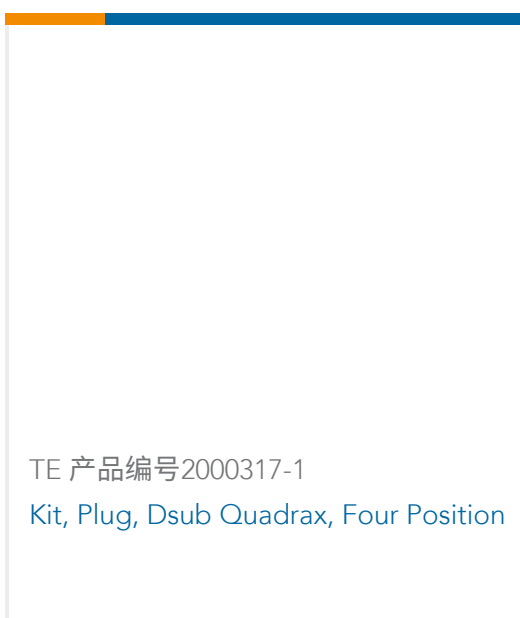 TE 产品编号2000317-1
Kit, Plug, Dsub Quadrax, Four Position